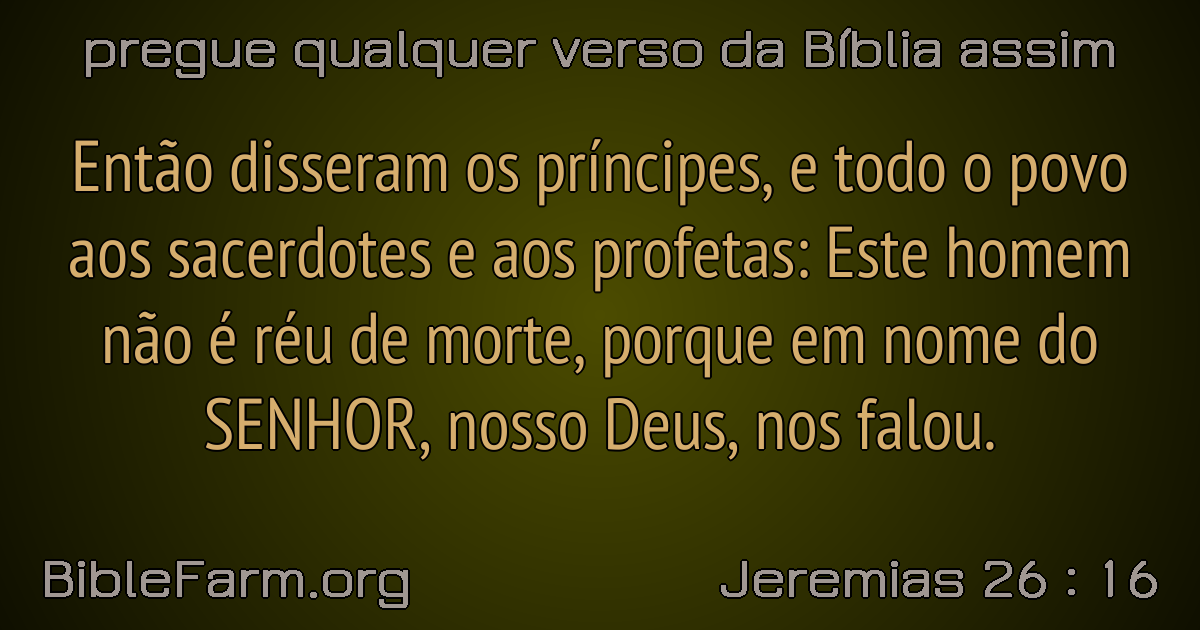 pregue qualquer verso da Bíblia assim
Então disseram os príncipes, e todo o povo
aos sacerdotes e aos profetas: Este homem
não é réu de morte, porque em nome do
SENHOR, nosso Deus, nos falou.
BibleFarm.org
Jeremias 26 : 16